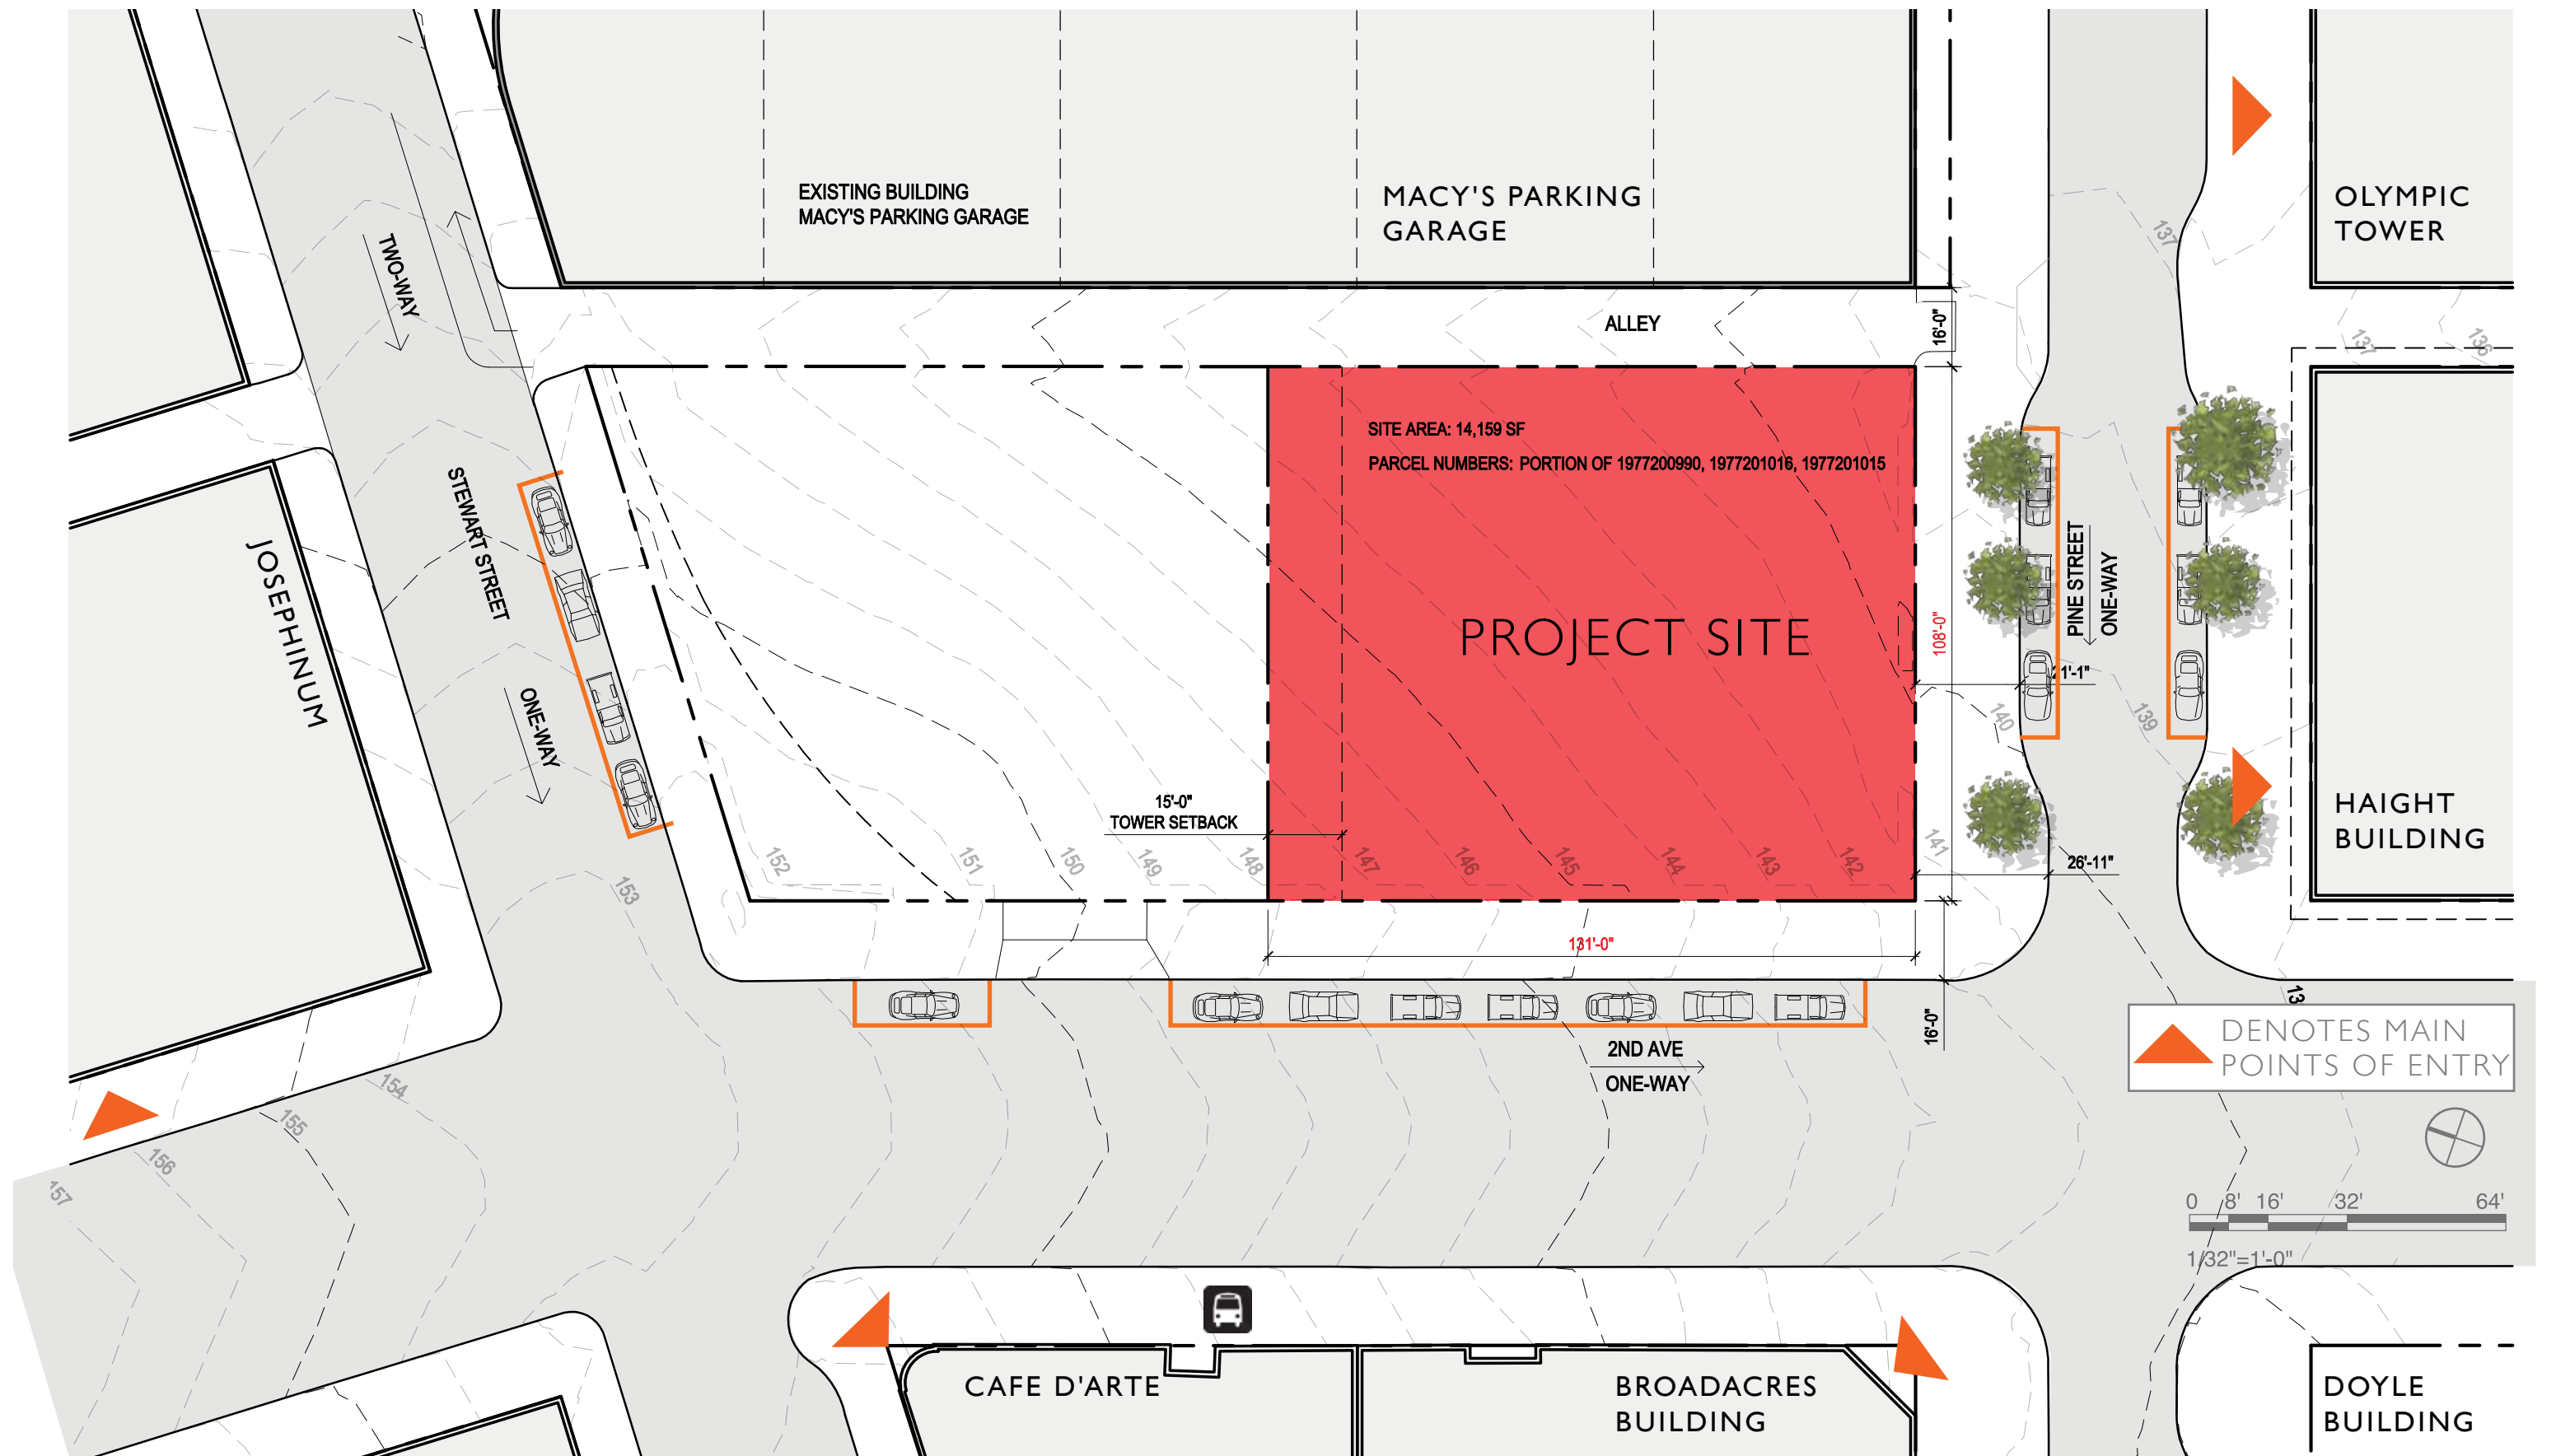 EXISTING BUILDING
MACY'S PARKING GARAGE
MACY'S PARKING
GARAGE
OLYMPIC
TOWER
137
TWO-WAY
ALLEY
16'-0"
137
136
SITE AREA: 14,159 SF
PARCEL NUMBERS: PORTION OF 1977200990, 1977201016, 1977201015
STEWART STREET
JOSEPHINUM
PROJECT SITE
108'-0"
PINE STREET
ONE-WAY
21'-1"
ONE-WAY
140
139
15'-0"
TOWER SETBACK
HAIGHT
BUILDING
152
151
150
149
148
147
146
145
144
143
142
141
26'-11"
153
131'-0"
13
16'-0"
2ND AVE
ONE-WAY
DENOTES MAIN
POINTS OF ENTRY
154
155
156
157
0 8' 16' 32' 64'
1/32"=1'-0"
CAFE D'ARTE
BROADACRES
BUILDING
DOYLE
BUILDING